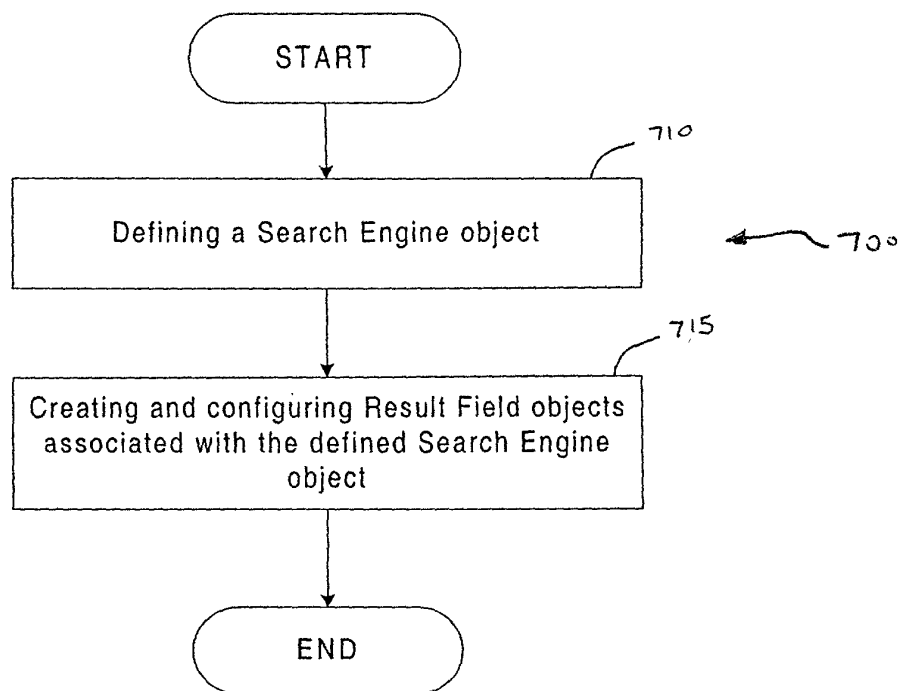 START
710
Defining a Search Engine object
700
715
Creating and configuring Result Field objects
associated with the defined Search Engine
object
END